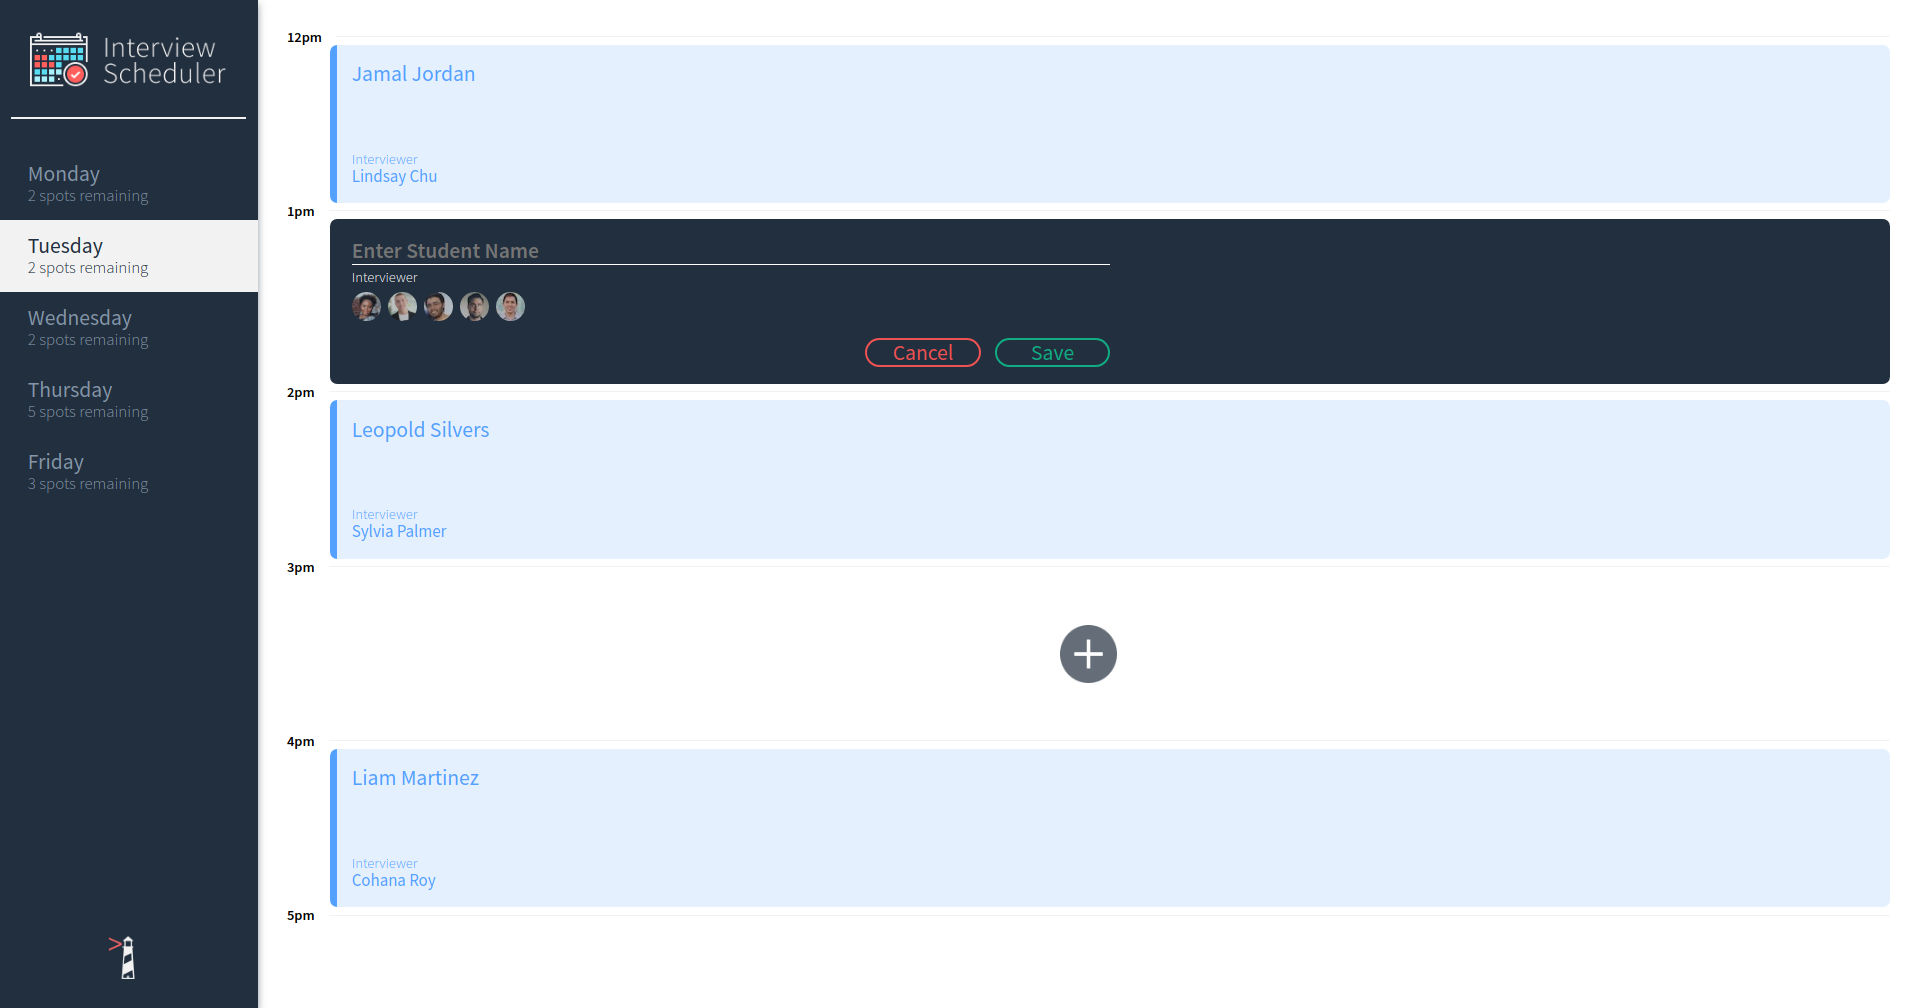 Interview
Scheduler
Monday
2 spots remaining
Tuesday
2 spots remaining
Wednesday
2 spots remaining
Thursday
5 spots remaining
Friday
3 spots remaining
12pm
Jamal Jordan
Interviewer
Lindsay Chu
1pm
Enter Student Name
Interviewer
Cancel Save
2pm
Leopold Silvers
Interviewer
Sylvia Palmer
3pm
4pm
Liam Martinez
Interviewer
Cohana Roy
5pm